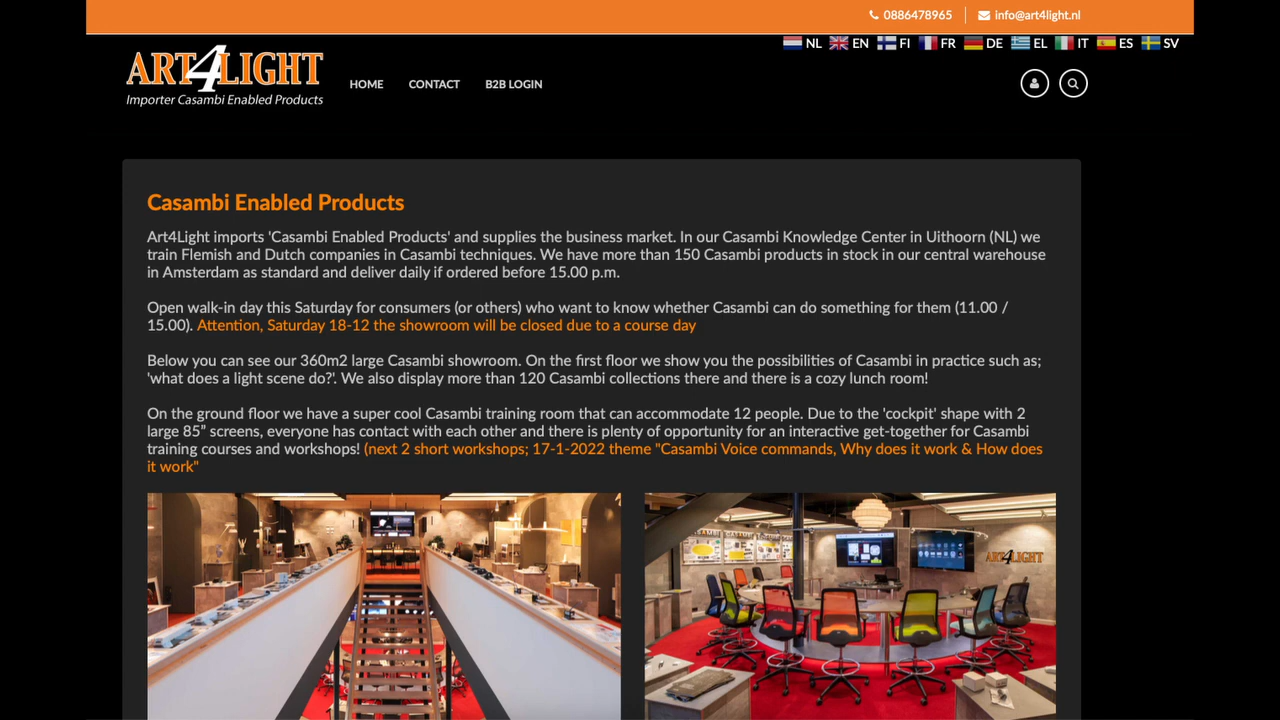 0886478965 info@art4light.nl
NL EN FI FR DE EL IT ES SV
ART4LIGHT
Importer Casambi Enabled Products
HOME CONTACT B2B LOGIN
Casambi Enabled Products
Art4Light imports 'Casambi Enabled Products' and supplies the business market. In our Casambi Knowledge Center in Uithoorn (NL) we
train Flemish and Dutch companies in Casambi techniques. We have more than 150 Casambi products in stock in our central warehouse
in Amsterdam as standard and deliver daily if ordered before 15.00 p.m.
Open walk-in day this Saturday for consumers (or others) who want to know whether Casambi can do something for them (11.00 /
15.00). Attention, Saturday 18-12 the showroom will be closed due to a course day
Below you can see our 360m2 large Casambi showroom. On the first floor we show you the possibilities of Casambi in practice such as;
'what does a light scene do?'. We also display more than 120 Casambi collections there and there is a cozy lunch room!
On the ground floor we have a super cool Casambi training room that can accommodate 12 people. Due to the 'cockpit' shape with 2
large 85” screens, everyone has contact with each other and there is plenty of opportunity for an interactive get-together for Casambi
training courses and workshops! (next 2 short workshops; 17-1-2022 theme "Casambi Voice commands, Why does it work & How does
it work"
ART4LIGHT